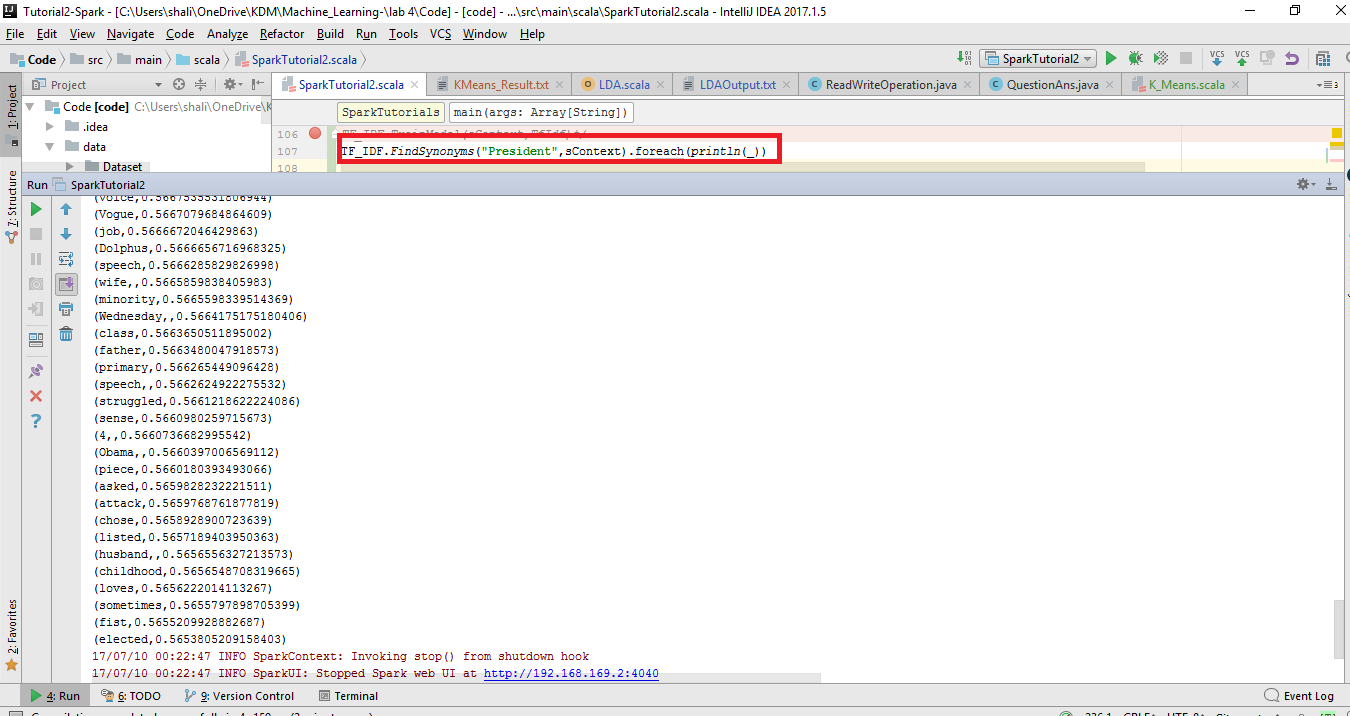 Tutorial2-Spark - [C:\Users\shali\OneDrive\KDM\Machine_Learning-\lab 4\Code] - [code] - ...\src\main\scala\SparkTutorial2.scala - IntelliJ IDEA 2017.1.5
File Edit View Navigate Code Analyze Refactor Build Run Tools VCS Window Help
Code src main scala SparkTutorial2.scala SparkTutorial2 VCS VCS
Project SparkTutorial2.scala KMeans_Result.txt LDA.scala LDAOutput.txt ReadWriteOperation.java QuestionAns.java K_Means.scala
1: Project
7: Structure
2: Favorites
Code [code] C:\Users\shali\OneDrive\
.idea
data
Dataset
SparkTutorials main(args: Array[String])
106
107 TF_IDF.FindSynonyms("President",sContext).foreach(println(_))
108
Run SparkTutorial2
(voice,0.5667535531806944)
(Vogue,0.5667079684864609)
(job,0.5666672046429863)
(Dolphus,0.5666656716968325)
(speech,0.5666285829826998)
(wife,,0.5665859838405983)
(minority,0.5665598339514369)
(Wednesday,,0.5664175175180406)
(class,0.5663650511895002)
(father,0.5663480047918573)
(primary,0.566265449096428)
(speech,,0.5662624922275532)
(struggled,0.5661218622224086)
(sense,0.5660980259715673)
(4,,0.5660736682995542)
(Obama,,0.5660397006569112)
(piece,0.5660180393493066)
(asked,0.5659828232221511)
(attack,0.5659768761877819)
(chose,0.5658928900723639)
(listed,0.5657189403950363)
(husband,,0.5656556327213573)
(childhood,0.5656548708319665)
(loves,0.5656222014113267)
(sometimes,0.5655797898705399)
(fist,0.5655209928882687)
(elected,0.5653805209158403)
17/07/10 00:22:47 INFO SparkContext: Invoking stop() from shutdown hook
17/07/10 00:22:47 INFO SparkUI: Stopped Spark web UI at http://192.168.169.2:4040
4: Run 6: TODO 9: Version Control Terminal Event Log